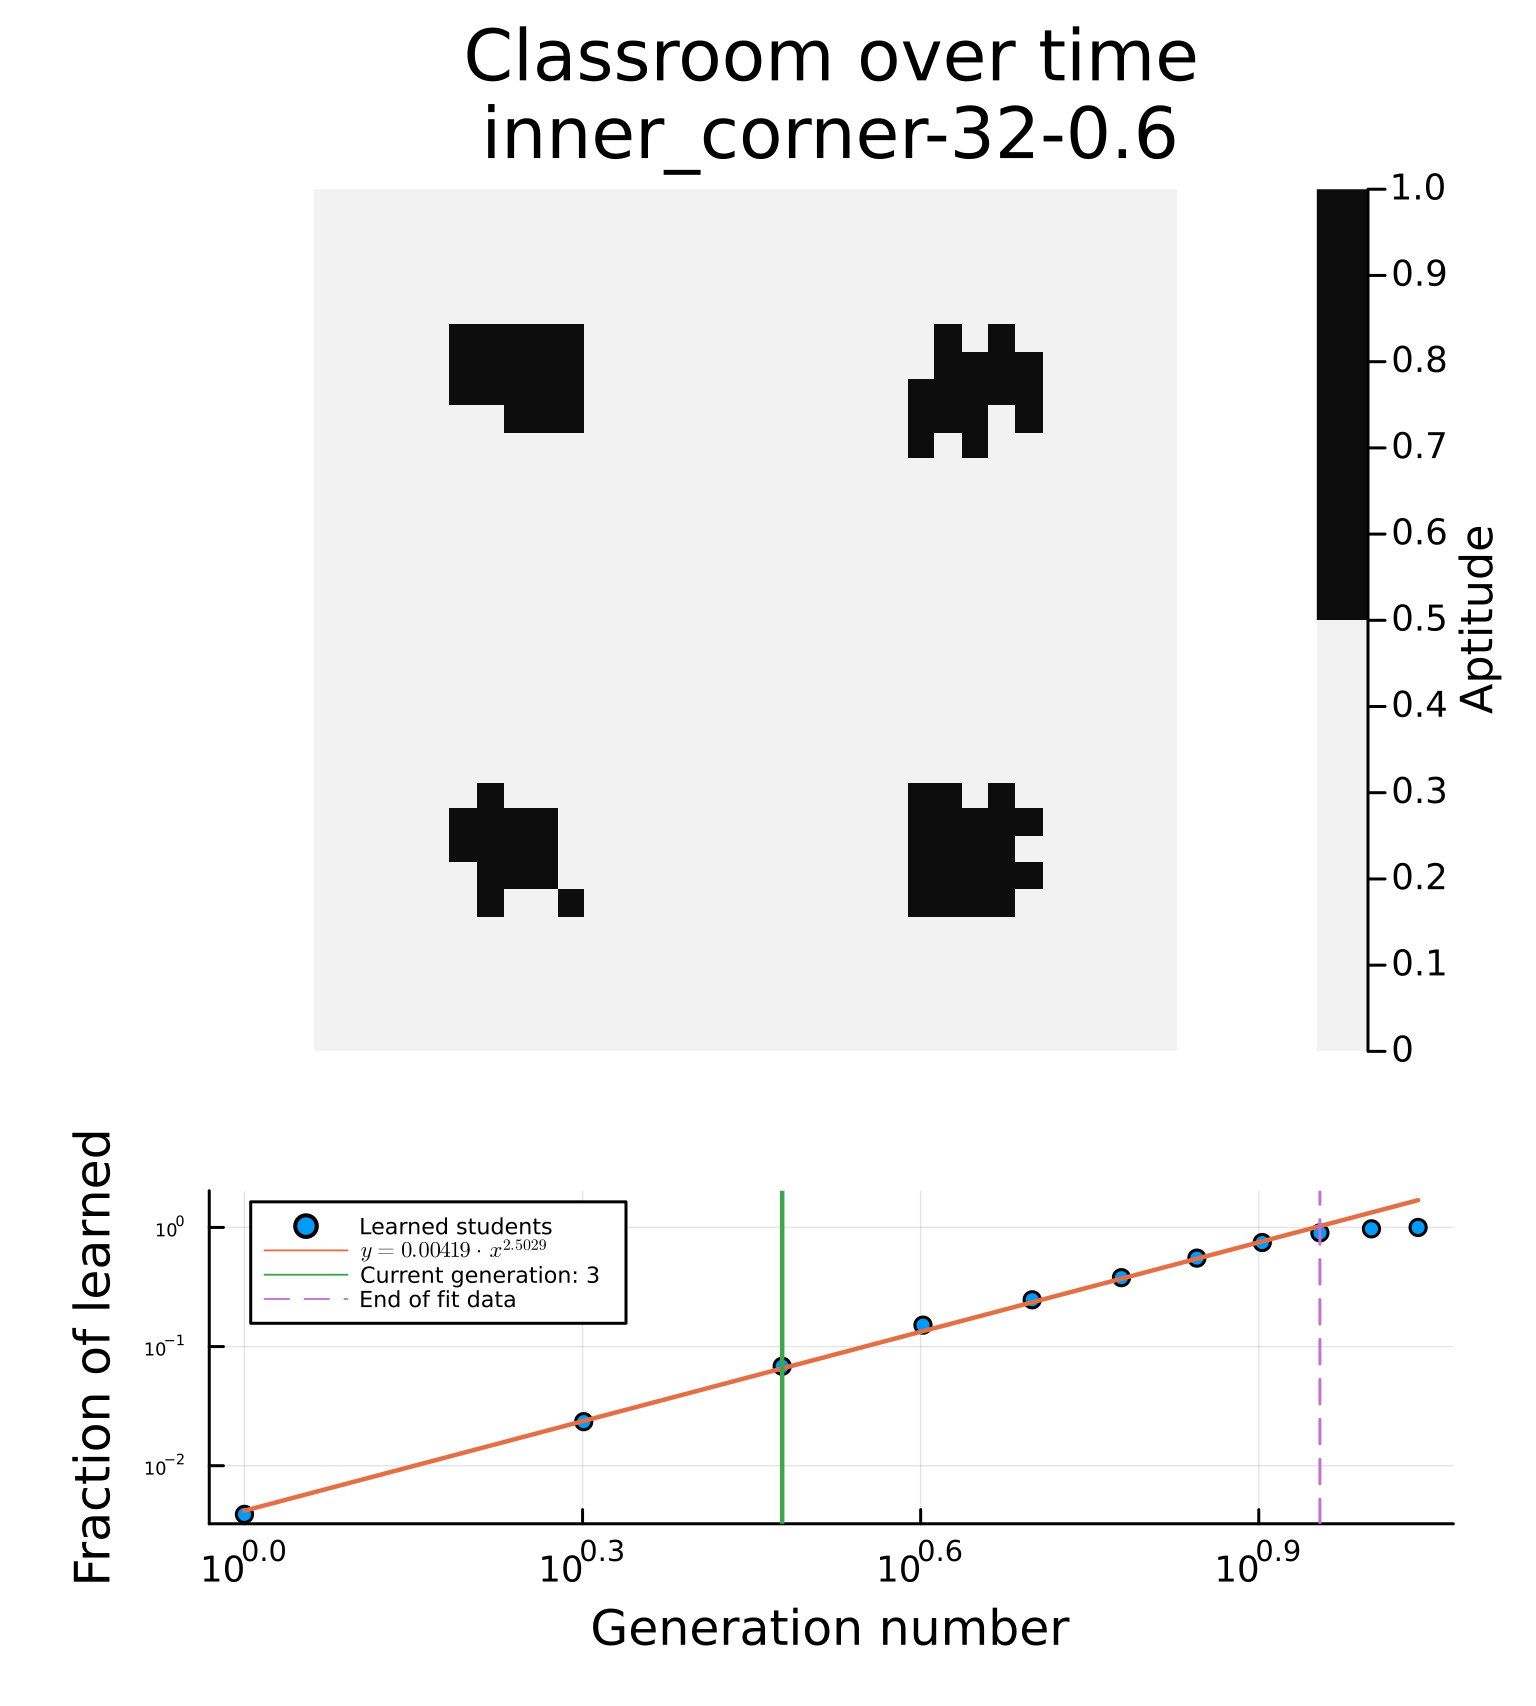 Classroom over time
inner_corner-32-0.6
1.0
0.9
0.8
0.7
0.6
0.5
0.4
0.3
0.2
0.1
0
Aptitude
Fraction of learned
10⁰
10⁻¹
10⁻²
Learned students
y = 0.00419 · x^2.5029
Current generation: 3
End of fit data
10^0.0
10^0.3
10^0.6
10^0.9
Generation number